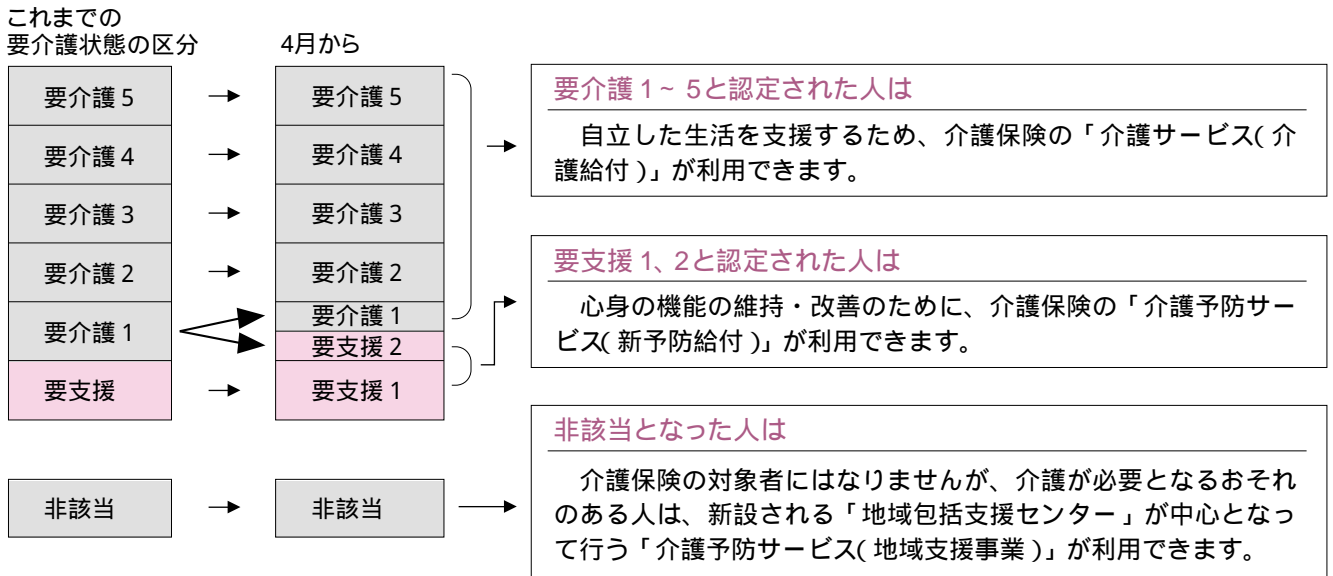 これまでの
要介護状態の区分
4月から
要介護5
要介護4
要介護3
要介護2
要介護1
要支援
非該当
要介護5
要介護4
要介護3
要介護2
要介護1
要支援2
要支援1
非該当
要介護1~5と認定された人は
自立した生活を支援するため、介護保険の「介護サービス(介
護給付)」が利用できます。
要支援1、2と認定された人は
心身の機能の維持・改善のために、介護保険の「介護予防サー
ビス(新予防給付)」が利用できます。
非該当となった人は
介護保険の対象者にはなりませんが、介護が必要となるおそれ
のある人は、新設される「地域包括支援センター」が中心となっ
て行う「介護予防サービス(地域支援事業)」が利用できます。